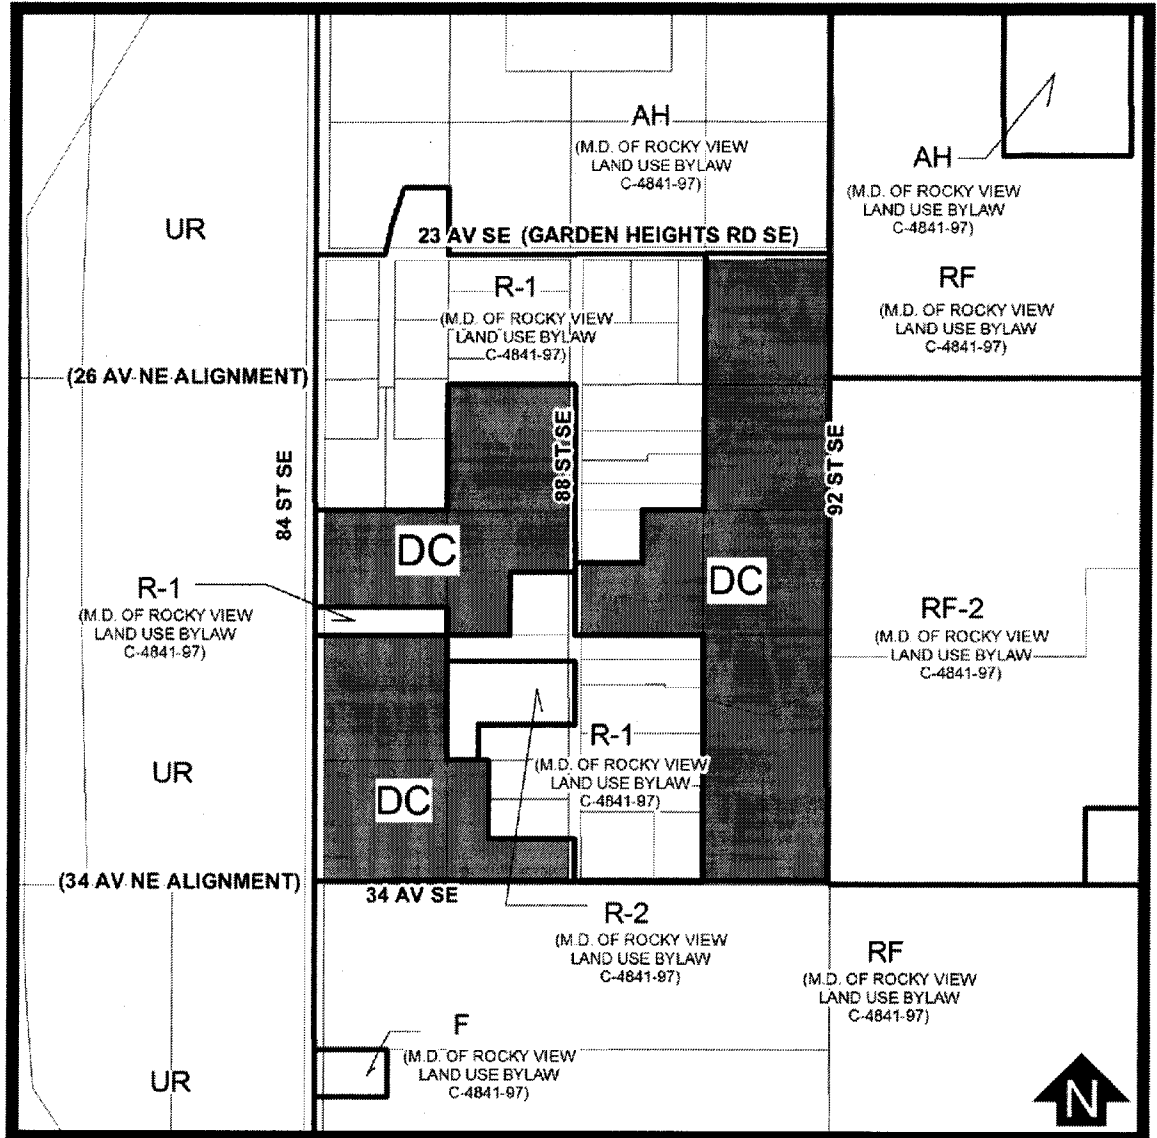 AH
(M.D. OF ROCKY VIEW
LAND USE BYLAW
C-4841-97)
AH
(M.D. OF ROCKY VIEW
LAND USE BYLAW
C-4841-97)
UR
23 AV SE (GARDEN HEIGHTS RD SE)
R-1
(M.D. OF ROCKY VIEW
LAND USE BYLAW
C-4841-97)
RF
(M.D. OF ROCKY VIEW
LAND USE BYLAW
C-4841-97)
(26 AV NE ALIGNMENT)
84 ST SE
88 ST SE
92 ST SE
DC
DC
R-1
(M.D. OF ROCKY VIEW
LAND USE BYLAW
C-4841-97)
RF-2
(M.D. OF ROCKY VIEW
LAND USE BYLAW
C-4841-97)
R-1
(M.D. OF ROCKY VIEW
LAND USE BYLAW
C-4841-97)
UR
DC
(34 AV NE ALIGNMENT)
34 AV SE
R-2
(M.D. OF ROCKY VIEW
LAND USE BYLAW
C-4841-97)
RF
(M.D. OF ROCKY VIEW
LAND USE BYLAW
C-4841-97)
F
(M.D. OF ROCKY VIEW
LAND USE BYLAW
C-4841-97)
UR
N